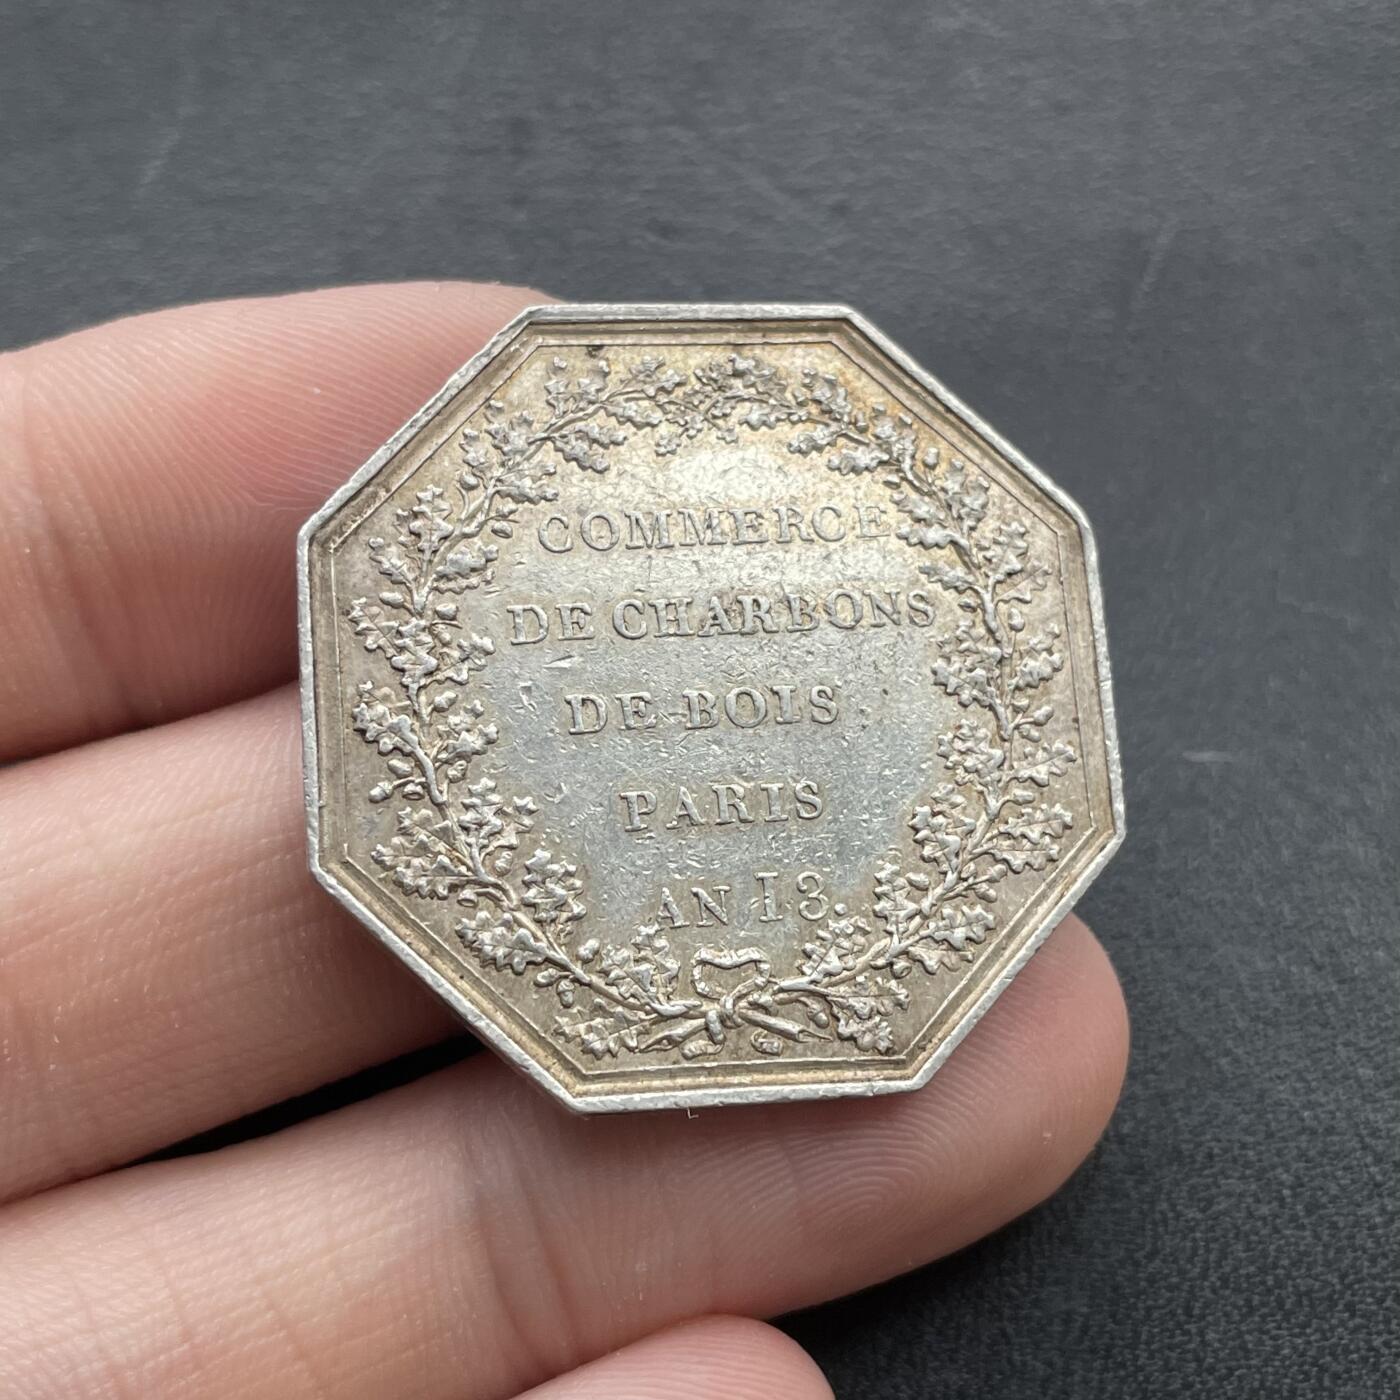 COMMERCE
DE CHARBONS
DE BOIS
PARIS
AN 13.